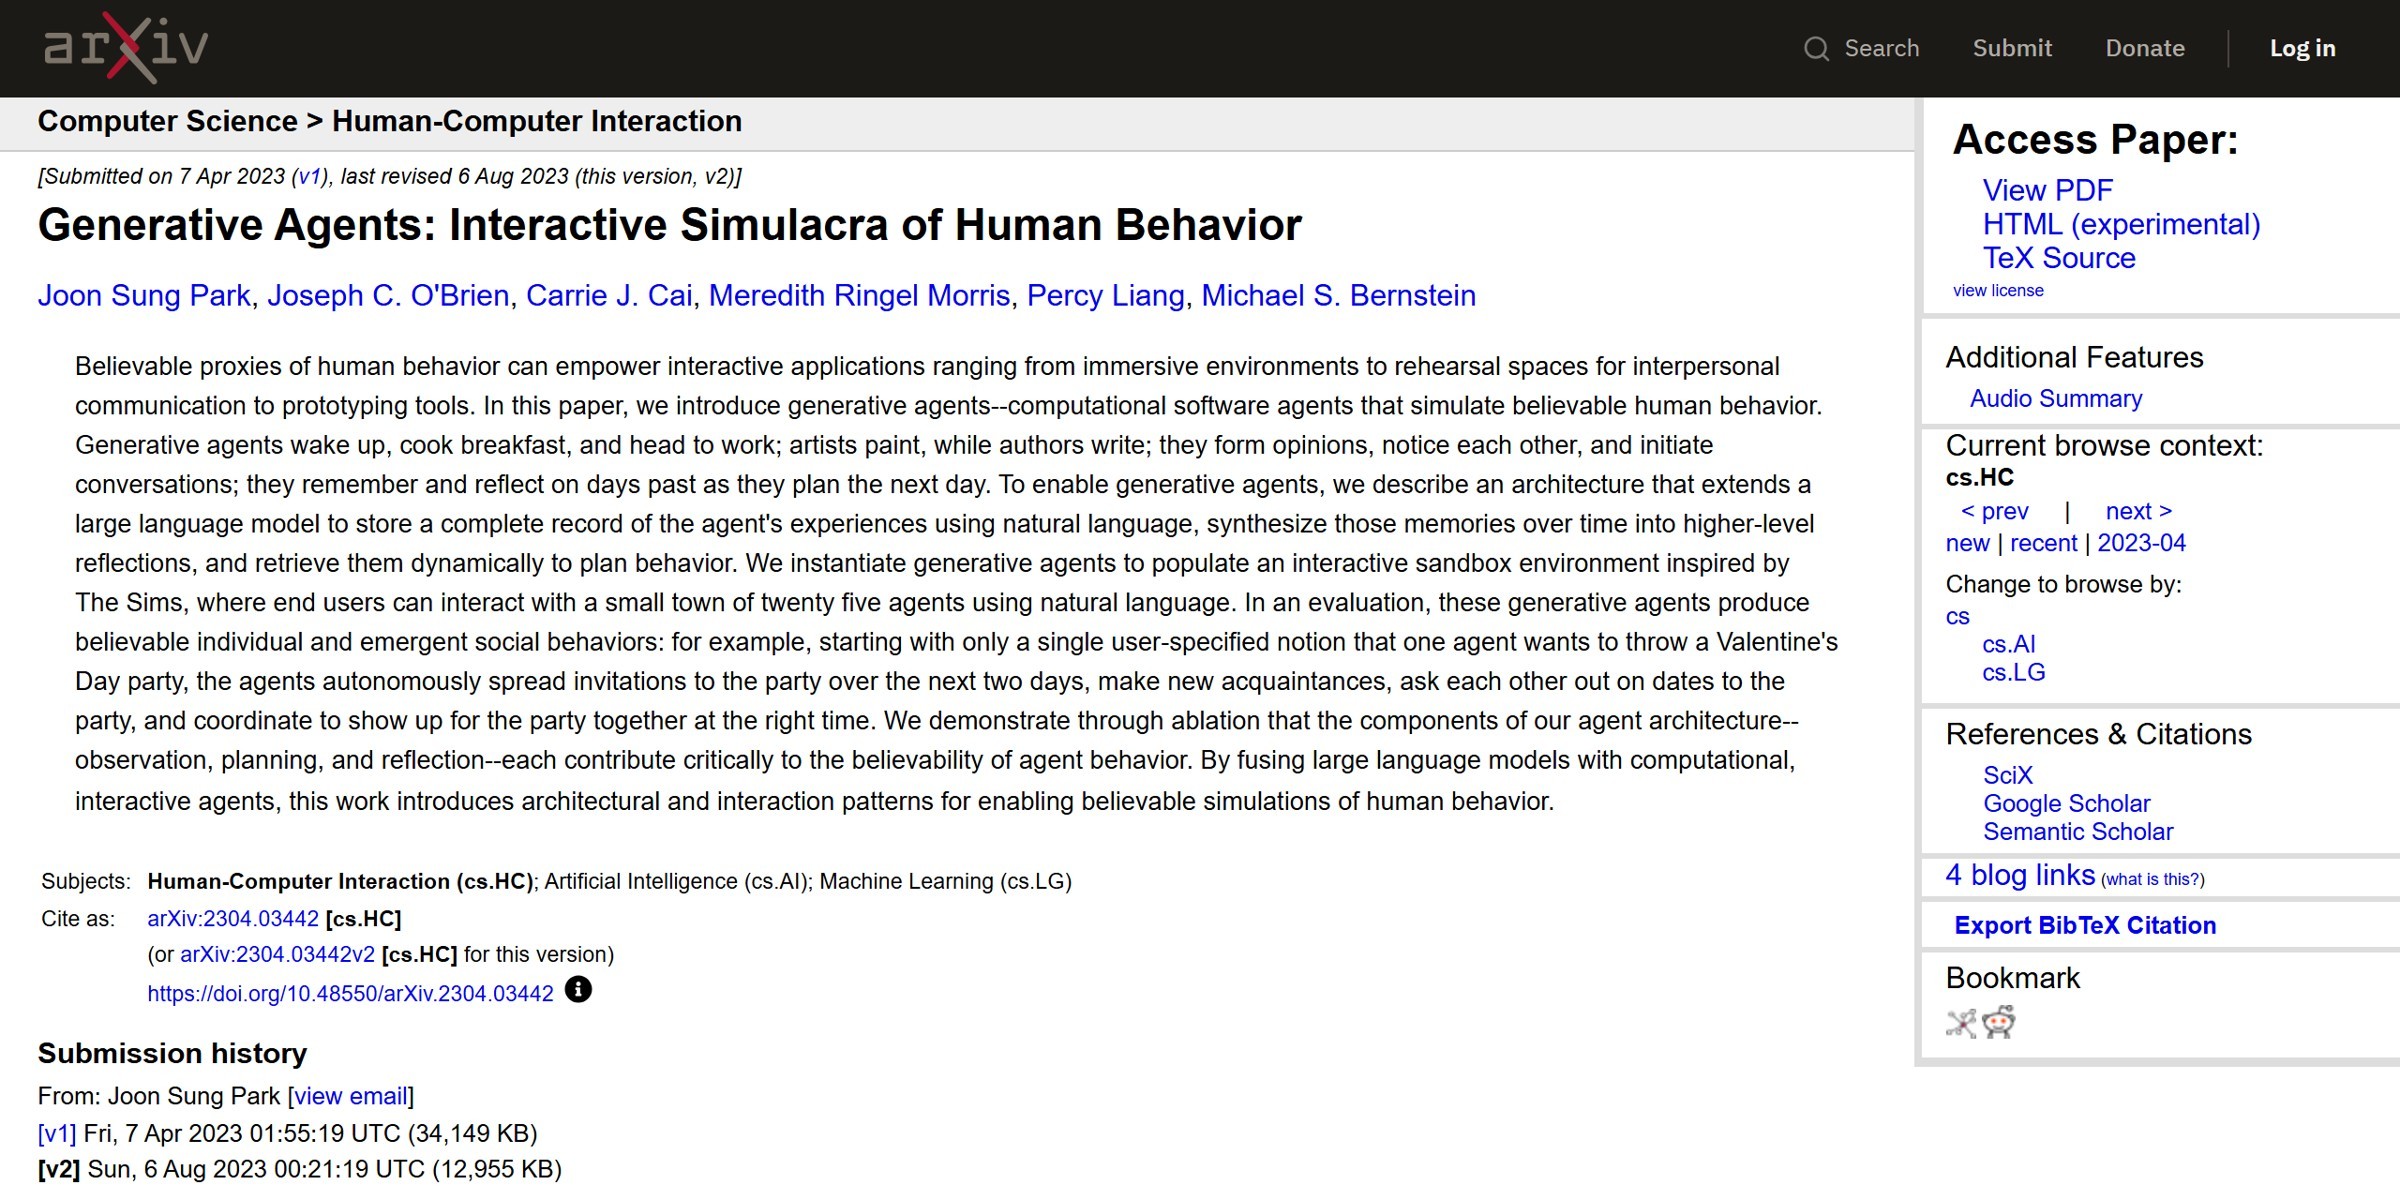 arXiv
Search Submit Donate Log in
Computer Science > Human-Computer Interaction
[Submitted on 7 Apr 2023 (v1), last revised 6 Aug 2023 (this version, v2)]
Generative Agents: Interactive Simulacra of Human Behavior
Joon Sung Park, Joseph C. O'Brien, Carrie J. Cai, Meredith Ringel Morris, Percy Liang, Michael S. Bernstein
Believable proxies of human behavior can empower interactive applications ranging from immersive environments to rehearsal spaces for interpersonal
communication to prototyping tools. In this paper, we introduce generative agents--computational software agents that simulate believable human behavior.
Generative agents wake up, cook breakfast, and head to work; artists paint, while authors write; they form opinions, notice each other, and initiate
conversations; they remember and reflect on days past as they plan the next day. To enable generative agents, we describe an architecture that extends a
large language model to store a complete record of the agent's experiences using natural language, synthesize those memories over time into higher-level
reflections, and retrieve them dynamically to plan behavior. We instantiate generative agents to populate an interactive sandbox environment inspired by
The Sims, where end users can interact with a small town of twenty five agents using natural language. In an evaluation, these generative agents produce
believable individual and emergent social behaviors: for example, starting with only a single user-specified notion that one agent wants to throw a Valentine's
Day party, the agents autonomously spread invitations to the party over the next two days, make new acquaintances, ask each other out on dates to the
party, and coordinate to show up for the party together at the right time. We demonstrate through ablation that the components of our agent architecture--
observation, planning, and reflection--each contribute critically to the believability of agent behavior. By fusing large language models with computational,
interactive agents, this work introduces architectural and interaction patterns for enabling believable simulations of human behavior.
Subjects: Human-Computer Interaction (cs.HC); Artificial Intelligence (cs.AI); Machine Learning (cs.LG)
Cite as: arXiv:2304.03442 [cs.HC]
(or arXiv:2304.03442v2 [cs.HC] for this version)
https://doi.org/10.48550/arXiv.2304.03442
Submission history
From: Joon Sung Park [view email]
[v1] Fri, 7 Apr 2023 01:55:19 UTC (34,149 KB)
[v2] Sun, 6 Aug 2023 00:21:19 UTC (12,955 KB)
Access Paper:
View PDF
HTML (experimental)
TeX Source
view license
Additional Features
Audio Summary
Current browse context:
cs.HC
< prev | next >
new | recent | 2023-04
Change to browse by:
cs
cs.AI
cs.LG
References & Citations
SciX
Google Scholar
Semantic Scholar
4 blog links (what is this?)
Export BibTeX Citation
Bookmark